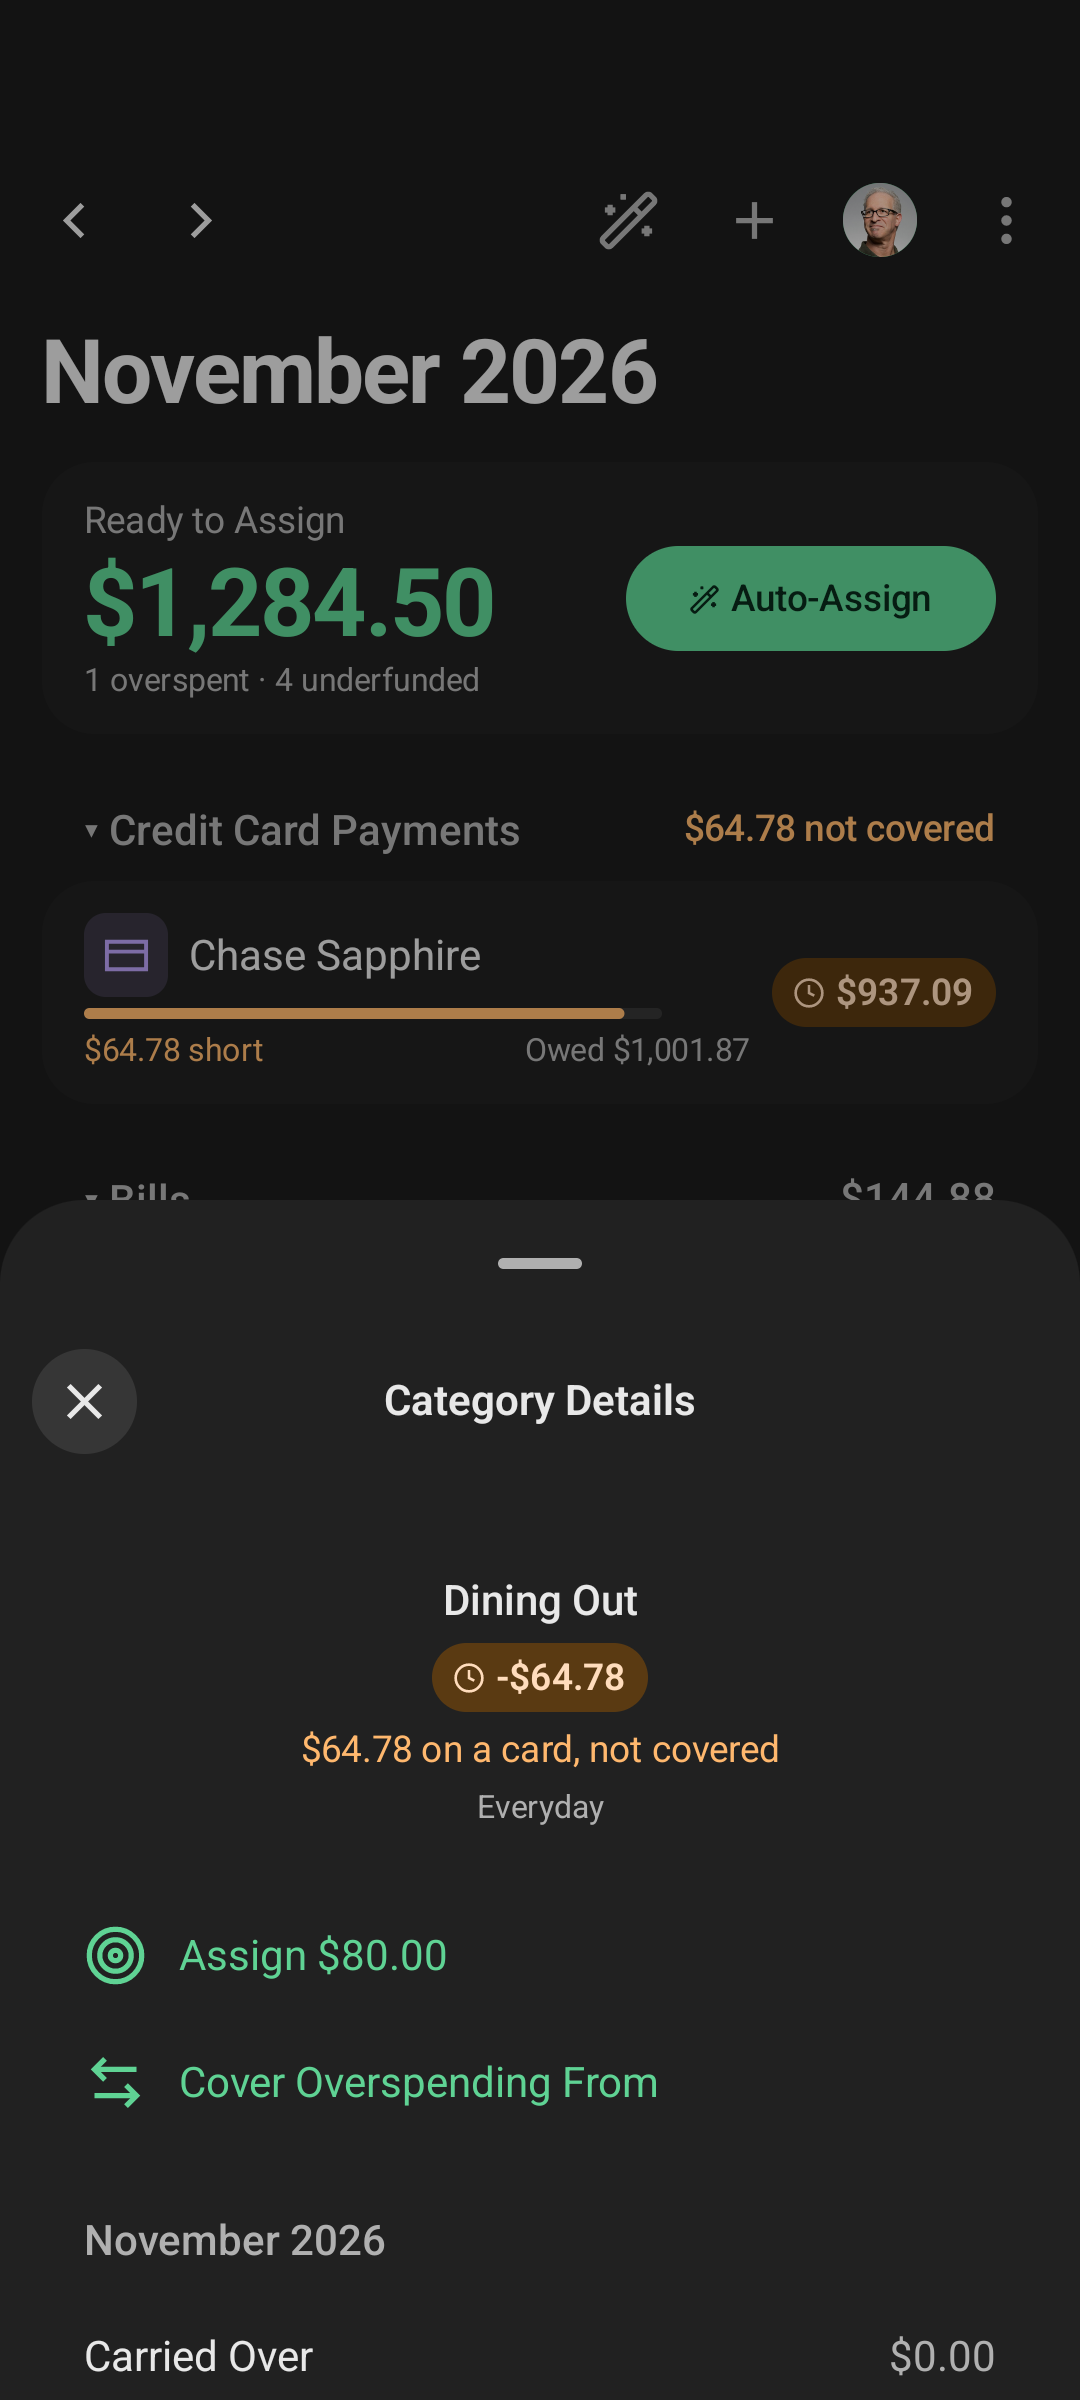 November 2026
Ready to Assign
$1,284.50
Auto-Assign
1 overspent · 4 underfunded
Credit Card Payments
$64.78 not covered
Chase Sapphire
$937.09
$64.78 short
Owed $1,001.87
Bills
$144.88
Category Details
Dining Out
-$64.78
$64.78 on a card, not covered
Everyday
Assign $80.00
Cover Overspending From
November 2026
Carried Over
$0.00